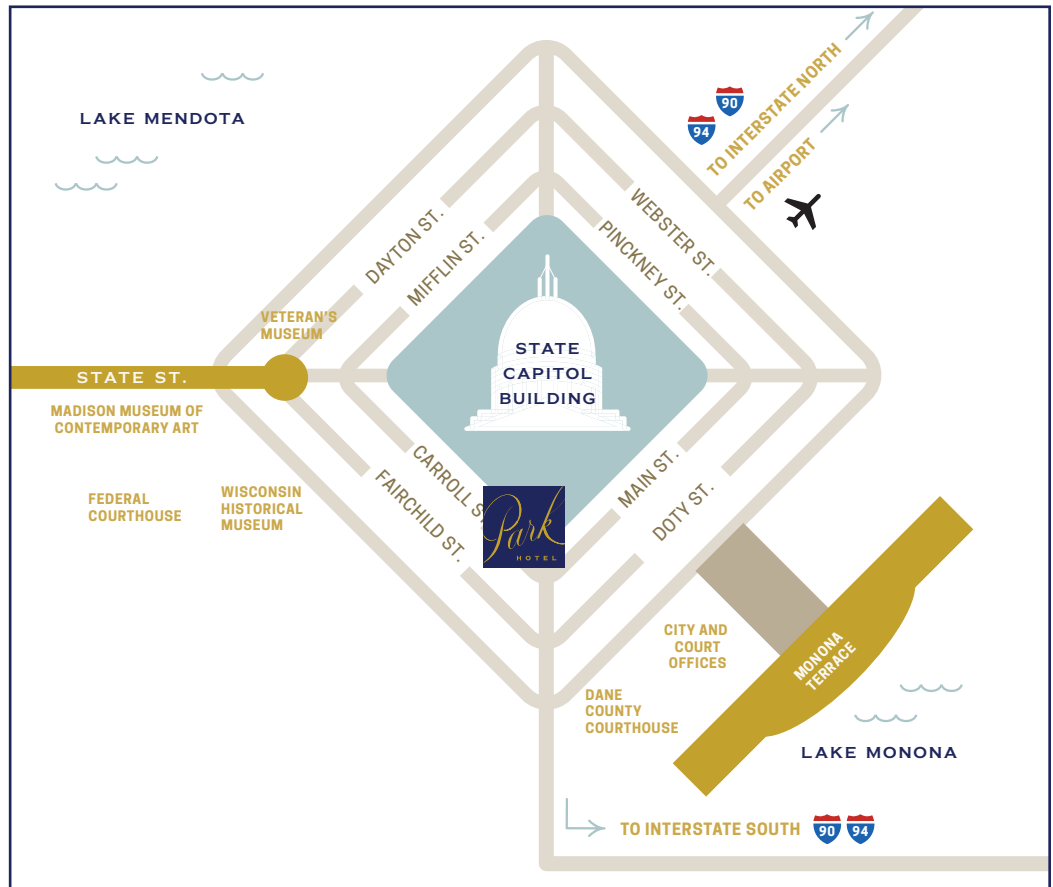 LAKE MENDOTA
90
94
TO INTERSTATE NORTH
TO AIRPORT
WEBSTER ST.
PINCKNEY ST.
DAYTON ST.
MIFFLIN ST.
VETERAN'S
MUSEUM
STATE ST.
STATE
CAPITOL
BUILDING
MADISON MUSEUM OF
CONTEMPORARY ART
FEDERAL
COURTHOUSE
WISCONSIN
HISTORICAL
MUSEUM
CARROLL S
FAIRCHILD ST.
Park
HOTEL
MAIN ST.
DOTY ST.
CITY AND
COURT
OFFICES
MONONA
TERRACE
DANE
COUNTY
COURTHOUSE
LAKE MONONA
TO INTERSTATE SOUTH
90 94